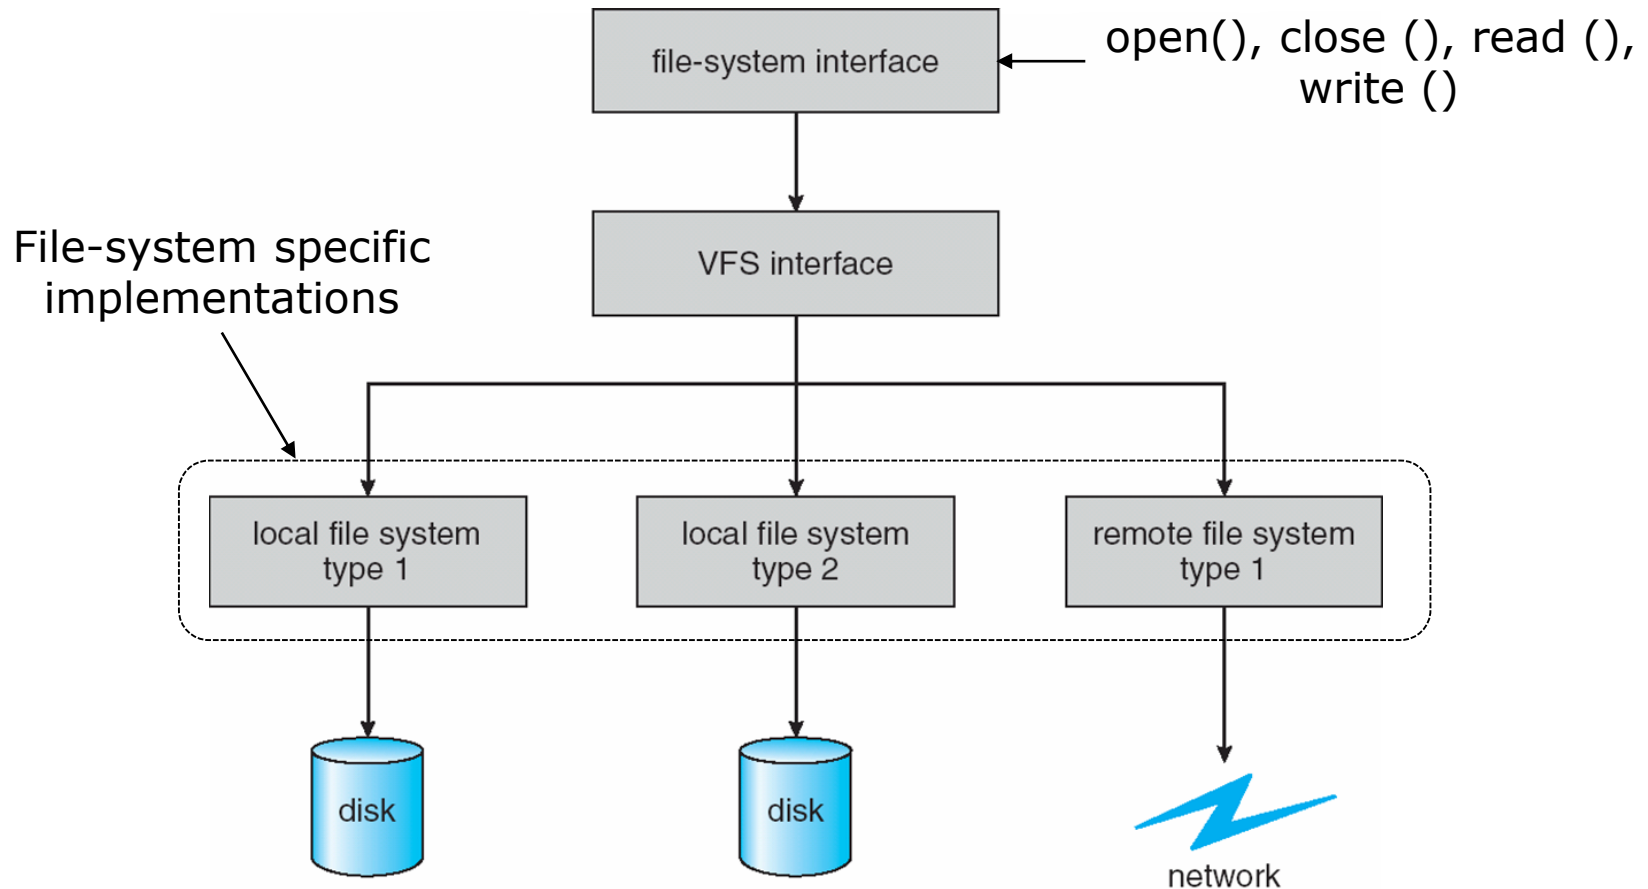 file-system interface
open(), close (), read (),
write ()
VFS interface
File-system specific
implementations
local file system
type 1
local file system
type 2
remote file system
type 1
disk
disk
network